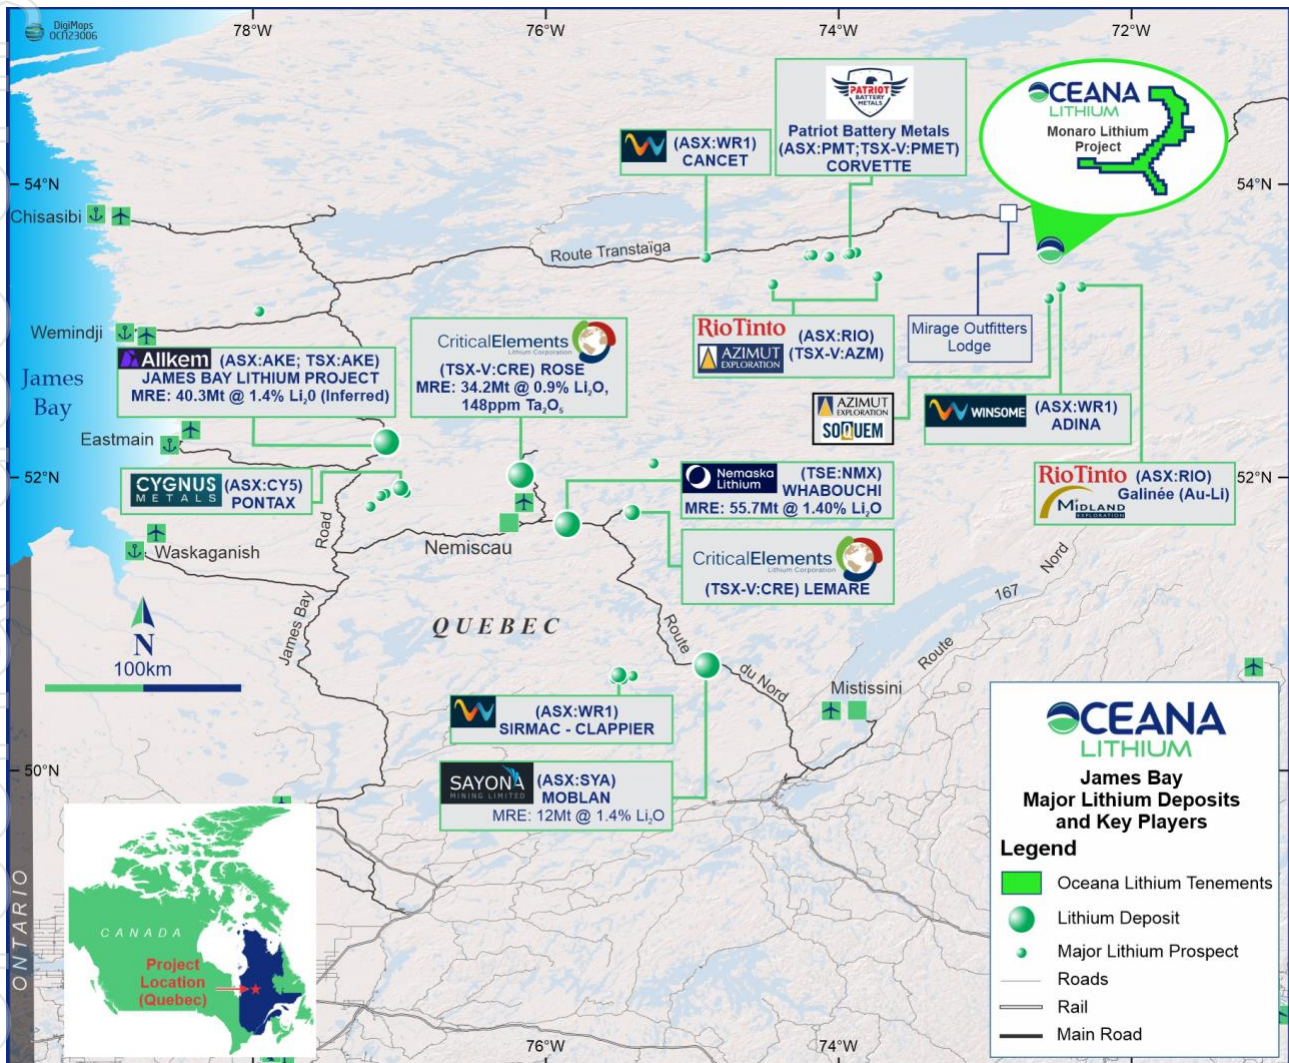 DigiMaps
OCN23006
78°W
76°W
74°W
72°W
PATRIOT
BATTERY
METALS
Patriot Battery Metals
(ASX:PMT;TSX-V:PMET)
CORVETTE
(ASX:WR1)
CANCET
OCEANA
LITHIUM
Monaro Lithium
Project
54°N
54°N
Chisasibi
Route Transtaïga
Wemindji
Mirage Outfitters
Lodge
RioTinto
AZIMUT
EXPLORATION
(ASX:RIO)
(TSX-V:AZM)
Allkem
(ASX:AKE; TSX:AKE)
JAMES BAY LITHIUM PROJECT
MRE: 40.3Mt @ 1.4% Li₂0 (Inferred)
CriticalElements
Lithium Corporation
(TSX-V:CRE) ROSE
MRE: 34.2Mt @ 0.9% Li₂O,
148ppm Ta₂O₅
James
Bay
AZIMUT
EXPLORATION
SOQUEM
WINSOME
(ASX:WR1)
ADINA
Eastmain
52°N
52°N
CYGNUS
METALS
(ASX:CY5)
PONTAX
Nemaska
Lithium
(TSE:NMX)
WHABOUCHI
MRE: 55.7Mt @ 1.40% Li₂O
RioTinto
(ASX:RIO)
Galinée (Au-Li)
MIDLAND
EXPLORATION
Waskaganish
Nemiscau
CriticalElements
Lithium Corporation
(TSX-V:CRE) LEMARE
James Bay
Road
N
100km
QUEBEC
Route
du Nord
Route
167
Nord
Mistissini
(ASX:WR1)
SIRMAC - CLAPPIER
SAYONA
MINING LIMITED
(ASX:SYA)
MOBLAN
MRE: 12Mt @ 1.4% Li₂O
50°N
ONTARIO
CANADA
Project
Location
(Quebec)
OCEANA
LITHIUM
James Bay
Major Lithium Deposits
and Key Players
Legend
Oceana Lithium Tenements
Lithium Deposit
Major Lithium Prospect
Roads
Rail
Main Road
76°W
74°W